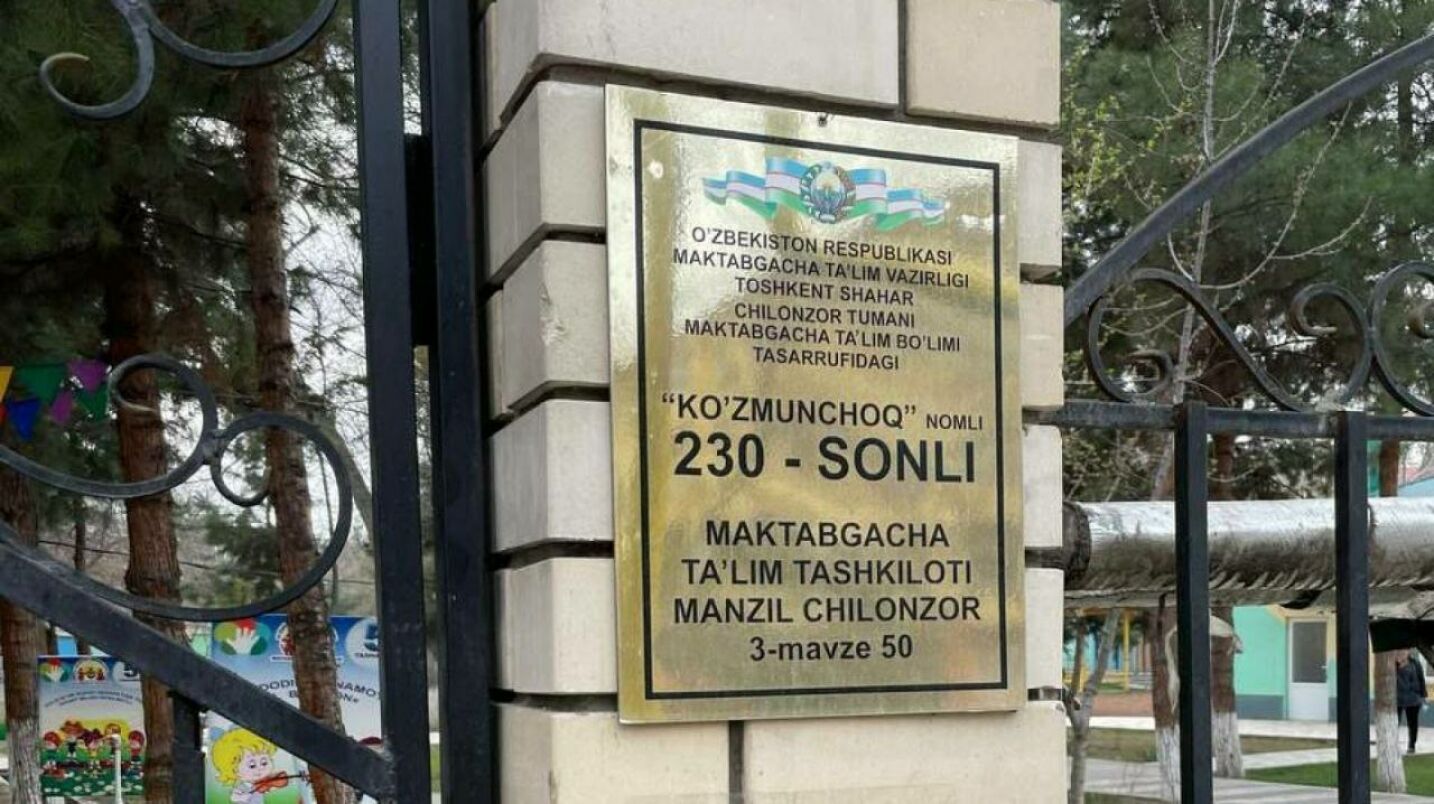 O'ZBEKISTON RESPUBLIKASI
MAKTABGACHA TA'LIM VAZIRLIGI
TOSHKENT SHAHAR
CHILONZOR TUMANI
MAKTABGACHA TA'LIM BO'LIMI
TASARRUFIDAGI
“KO'ZMUNCHOQ” NOMLI
230 - SONLI
MAKTABGACHA
TA'LIM TASHKILOTI
MANZIL CHILONZOR
3-mavze 50